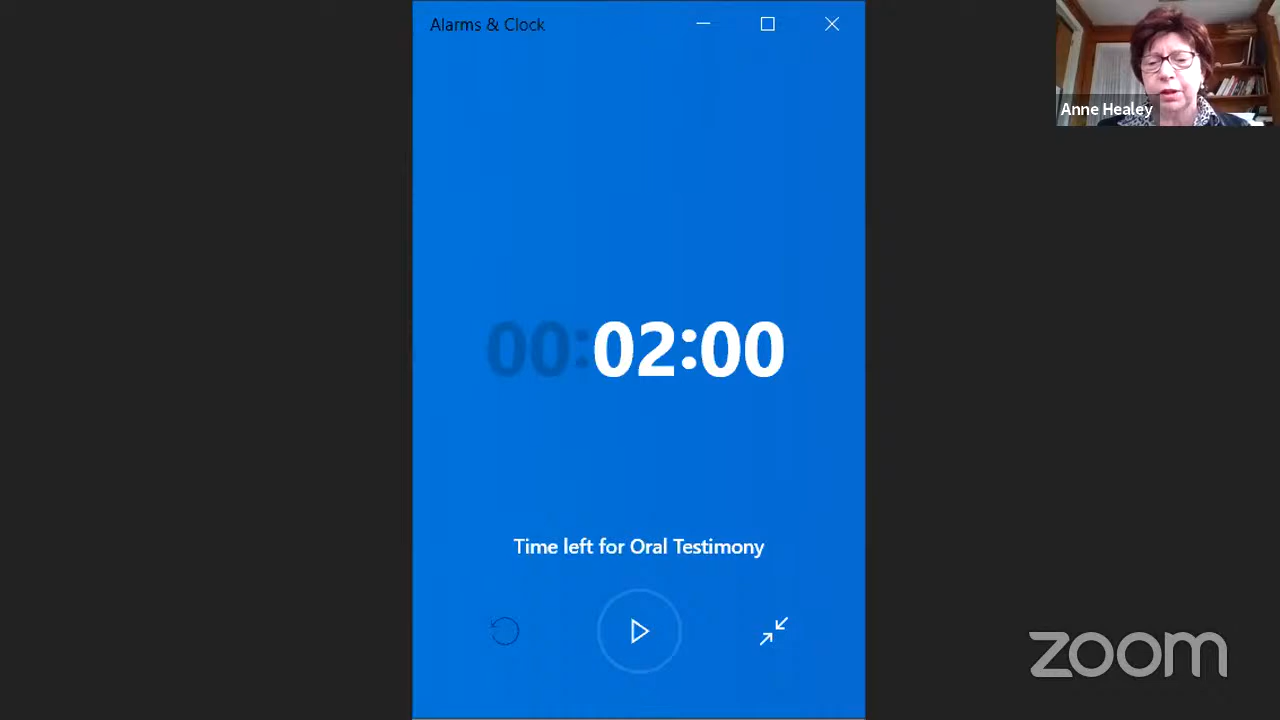 Alarms & Clock
Anne Healey
00:02:00
Time left for Oral Testimony
zoom